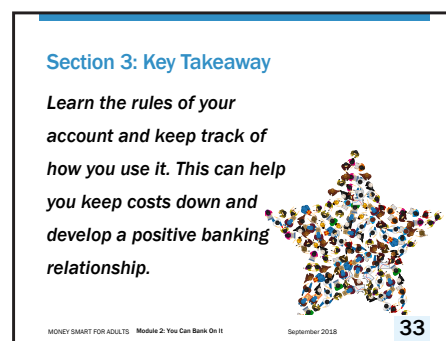 Section 3: Key Takeaway
Learn the rules of your
account and keep track of
how you use it. This can help
you keep costs down and
develop a positive banking
relationship.
MONEY SMART FOR ADULTS Module 2: You Can Bank On It September 2018 33